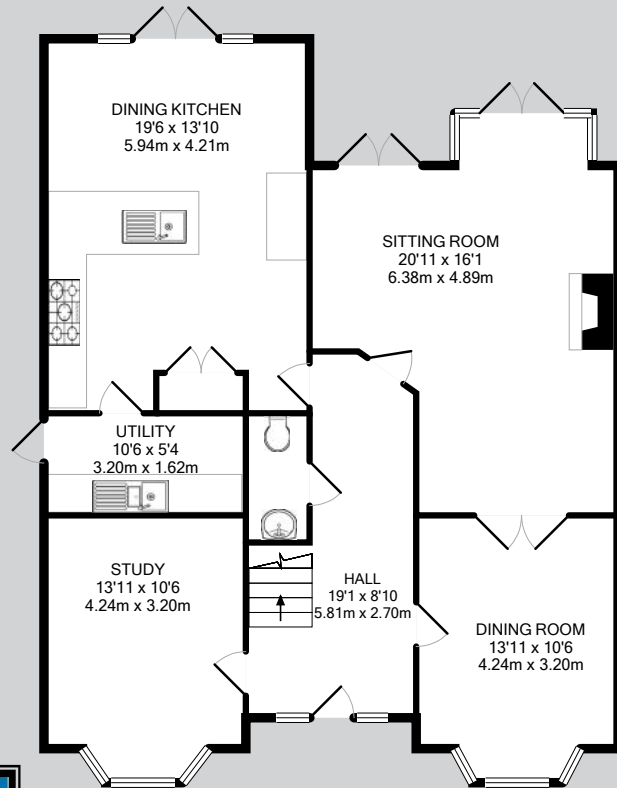 DINING KITCHEN
19'6 x 13'10
5.94m x 4.21m
SITTING ROOM
20'11 x 16'1
6.38m x 4.89m
UTILITY
10'6 x 5'4
3.20m x 1.62m
STUDY
13'11 x 10'6
4.24m x 3.20m
HALL
19'1 x 8'10
5.81m x 2.70m
DINING ROOM
13'11 x 10'6
4.24m x 3.20m